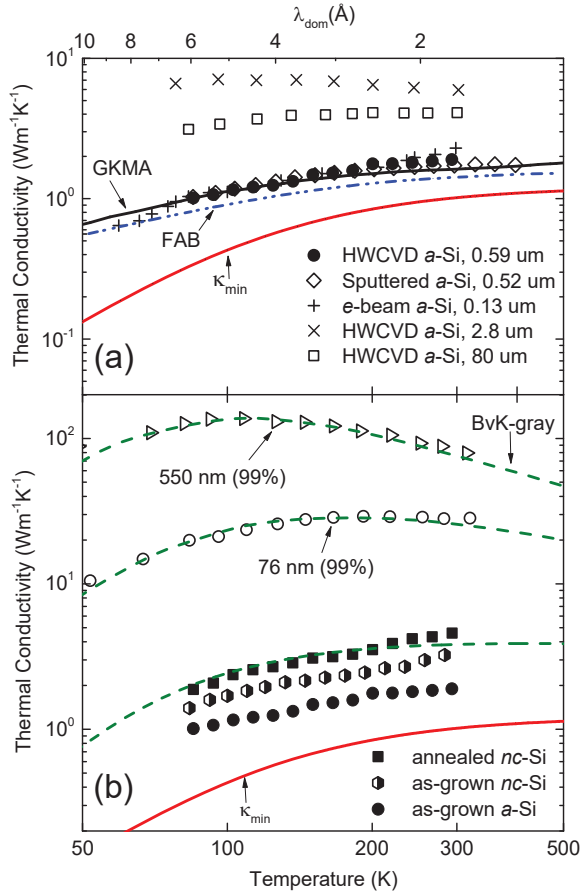 λdom(Å)
10 8 6 4 2
Thermal Conductivity (Wm⁻¹K⁻¹)
10¹
10⁰
10⁻¹
GKMA
FAB
κmin
HWCVD a-Si, 0.59 um
Sputtered a-Si, 0.52 um
e-beam a-Si, 0.13 um
HWCVD a-Si, 2.8 um
HWCVD a-Si, 80 um
(a)
Thermal Conductivity (Wm⁻¹K⁻¹)
10²
10¹
10⁰
BvK-gray
550 nm (99%)
76 nm (99%)
annealed nc-Si
as-grown nc-Si
as-grown a-Si
κmin
(b)
50 100 200 300 400 500
Temperature (K)